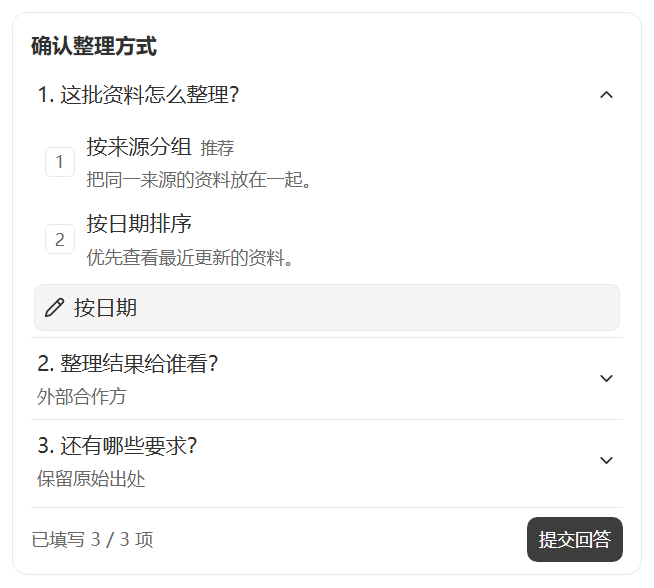 确认整理方式
1. 这批资料怎么整理?
1 按来源分组 推荐
把同一来源的资料放在一起。
2 按日期排序
优先查看最近更新的资料。
按日期
2. 整理结果给谁看?
外部合作方
3. 还有哪些要求?
保留原始出处
已填写 3 / 3 项 提交回答